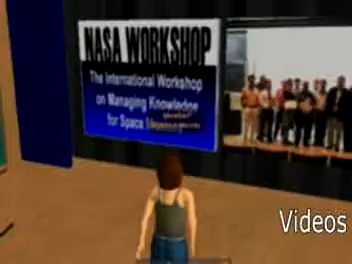 NASA WORKSHOP
The International Workshop
on Managing Knowledge
for Space
Videos